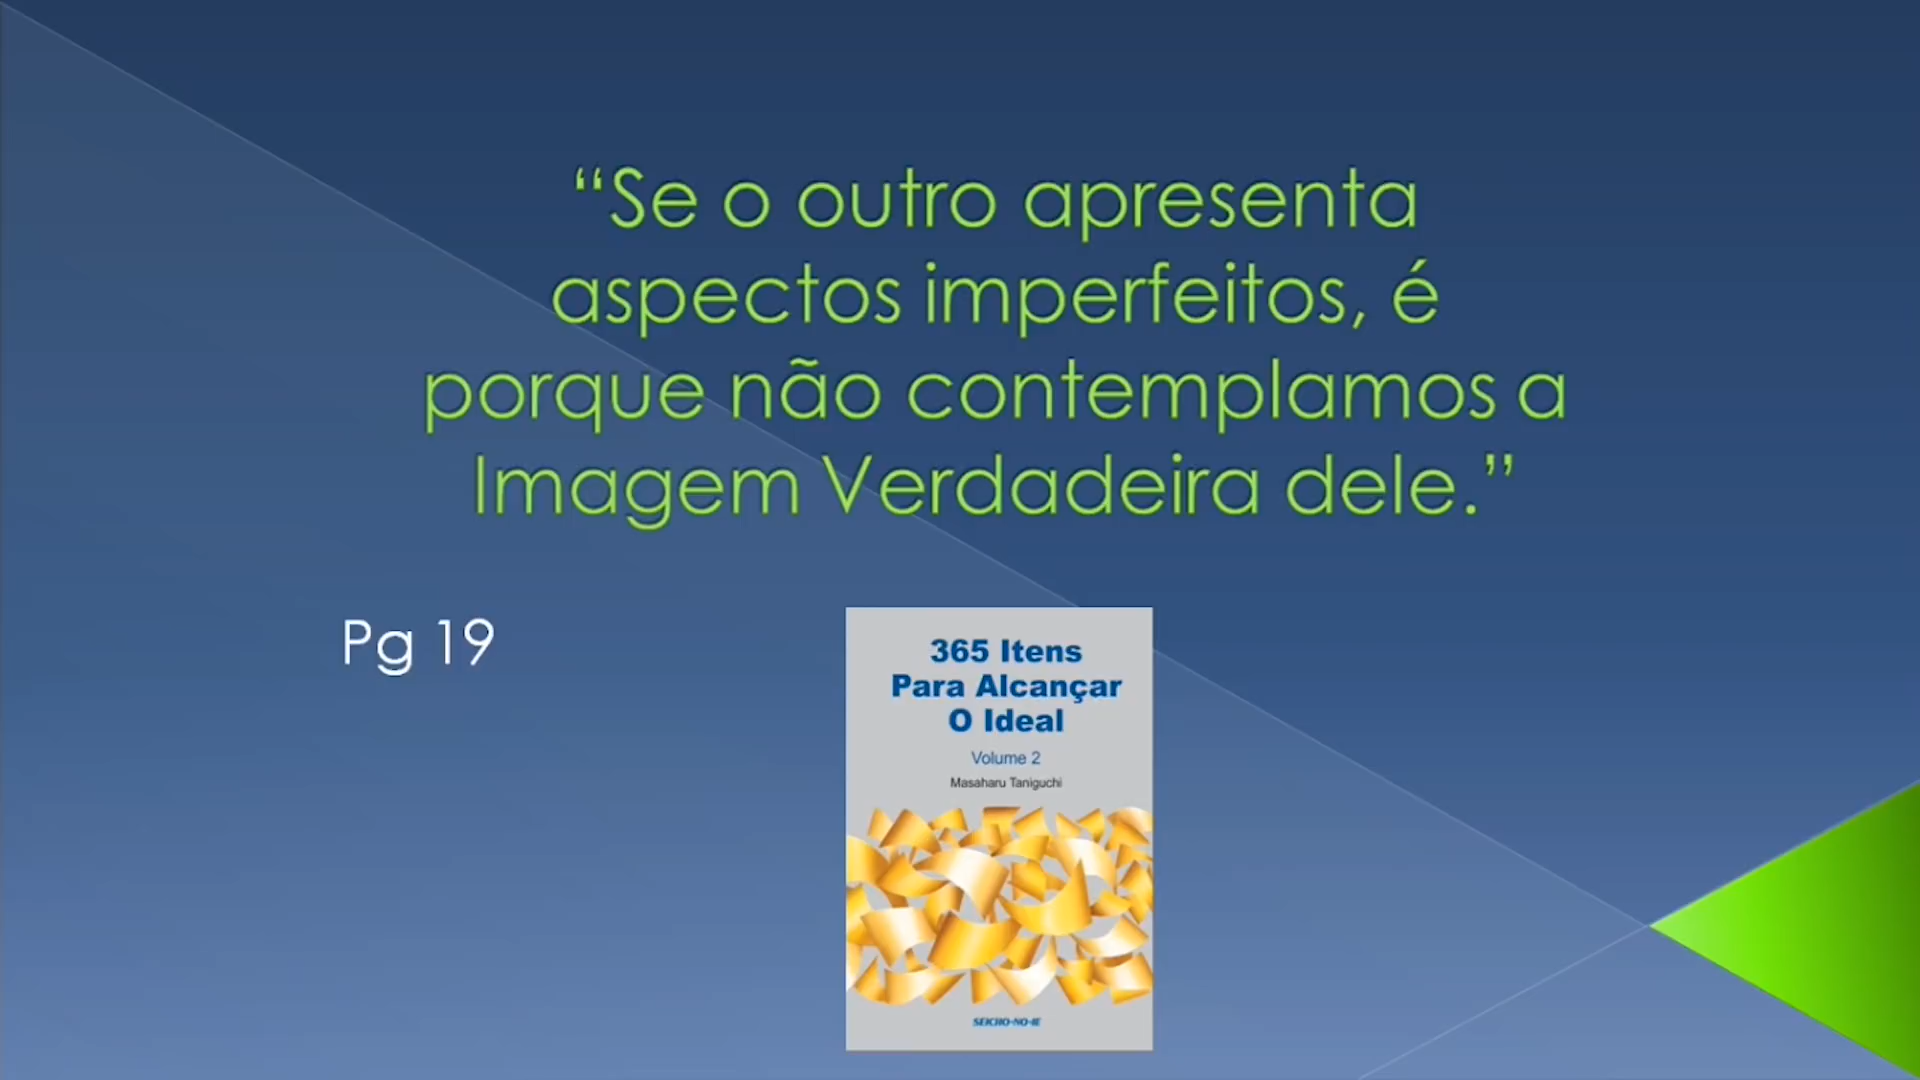 “Se o outro apresenta
aspectos imperfeitos, é
porque não contemplamos a
Imagem Verdadeira dele.”
Pg 19
365 Itens
Para Alcançar
O Ideal
Volume 2
Masaharu Taniguchi
SEICHO-NO-IE